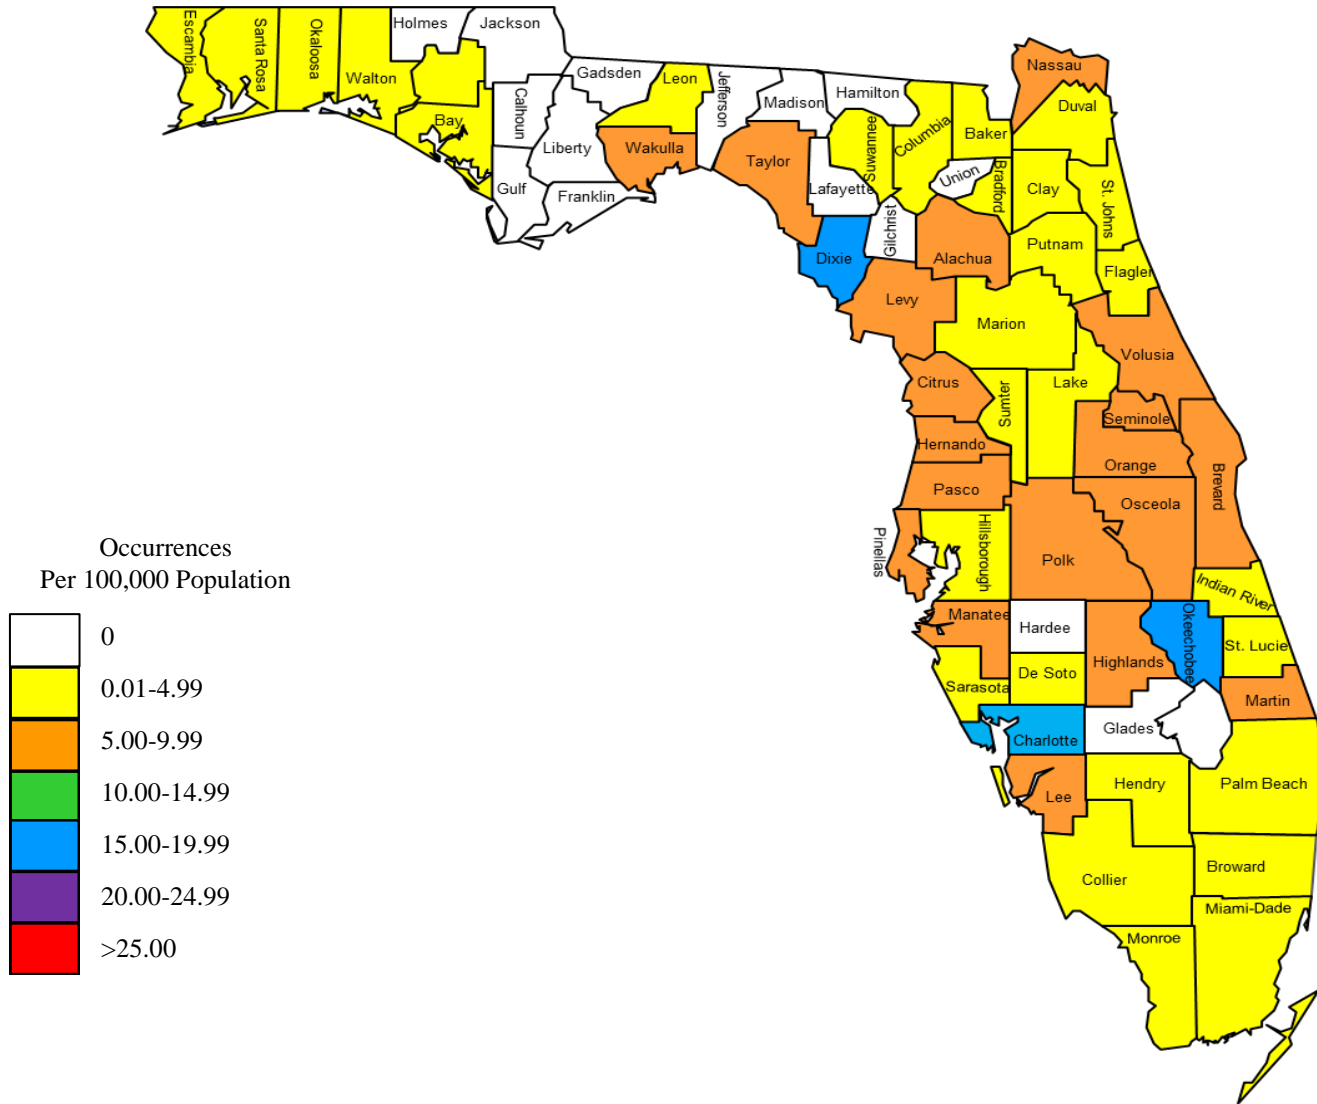 Holmes
Jackson
Escambia
Santa Rosa
Okaloosa
Walton
Bay
Calhoun
Gadsden
Leon
Jefferson
Madison
Hamilton
Nassau
Duval
Liberty
Wakulla
Taylor
Suwannee
Columbia
Baker
Gulf
Franklin
Lafayette
Union
Bradford
Clay
St. Johns
Gilchrist
Dixie
Alachua
Putnam
Flagler
Levy
Marion
Volusia
Citrus
Sumter
Lake
Seminole
Hernando
Orange
Brevard
Pasco
Osceola
Pinellas
Hillsborough
Polk
Indian River
Manatee
Hardee
Okeechobee
Highlands
St. Lucie
Sarasota
De Soto
Martin
Charlotte
Glades
Lee
Hendry
Palm Beach
Collier
Broward
Miami-Dade
Monroe
Occurrences
Per 100,000 Population
0
0.01-4.99
5.00-9.99
10.00-14.99
15.00-19.99
20.00-24.99
>25.00